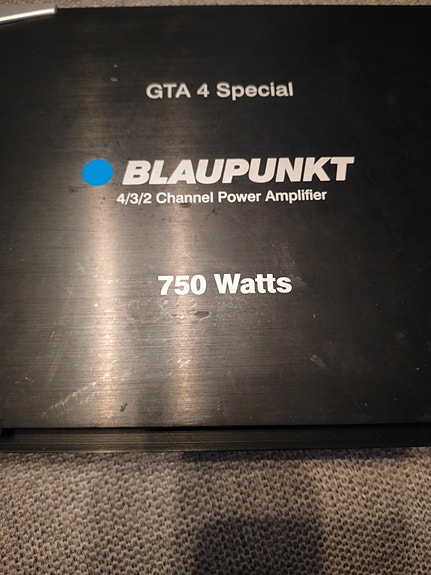 GTA 4 Special
BLAUPUNKT
4/3/2 Channel Power Amplifier
750 Watts